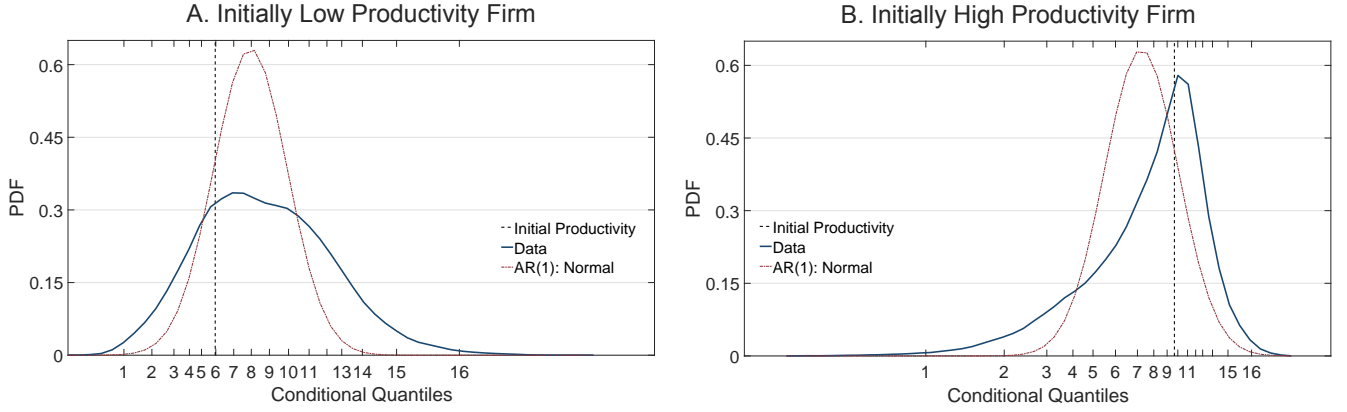 A. Initially Low Productivity Firm
PDF
0.6
0.45
0.3
0.15
0
Initial Productivity
Data
AR(1): Normal
1 2 3 4 5 6 7 8 9 10 11 13 14 15 16
Conditional Quantiles
B. Initially High Productivity Firm
PDF
0.6
0.45
0.3
0.15
0
Initial Productivity
Data
AR(1): Normal
1 2 3 4 5 6 7 8 9 11 15 16
Conditional Quantiles